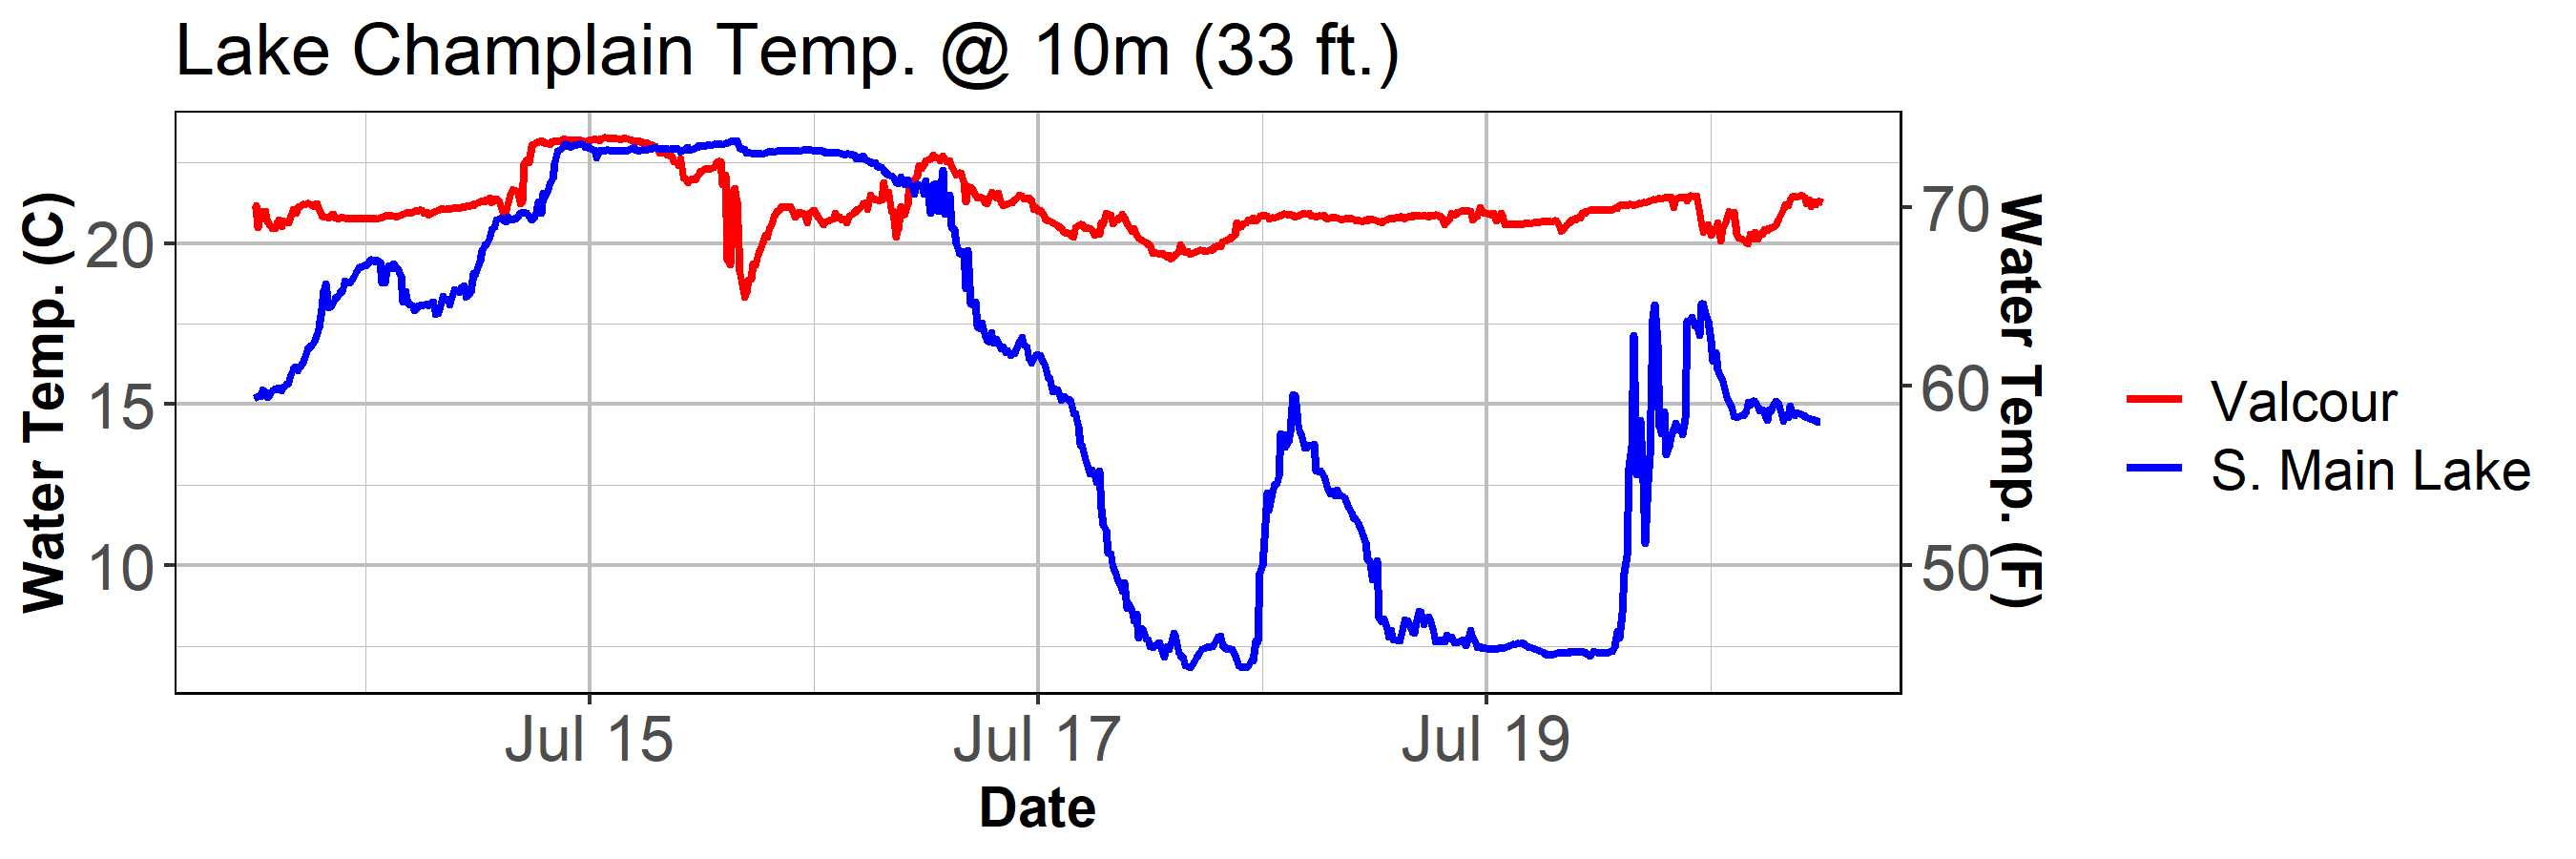 Lake Champlain Temp. @ 10m (33 ft.)
Water Temp. (C)
20
15
10
70
60
50
Water Temp. (F)
Jul 15
Jul 17
Jul 19
Date
Valcour
S. Main Lake